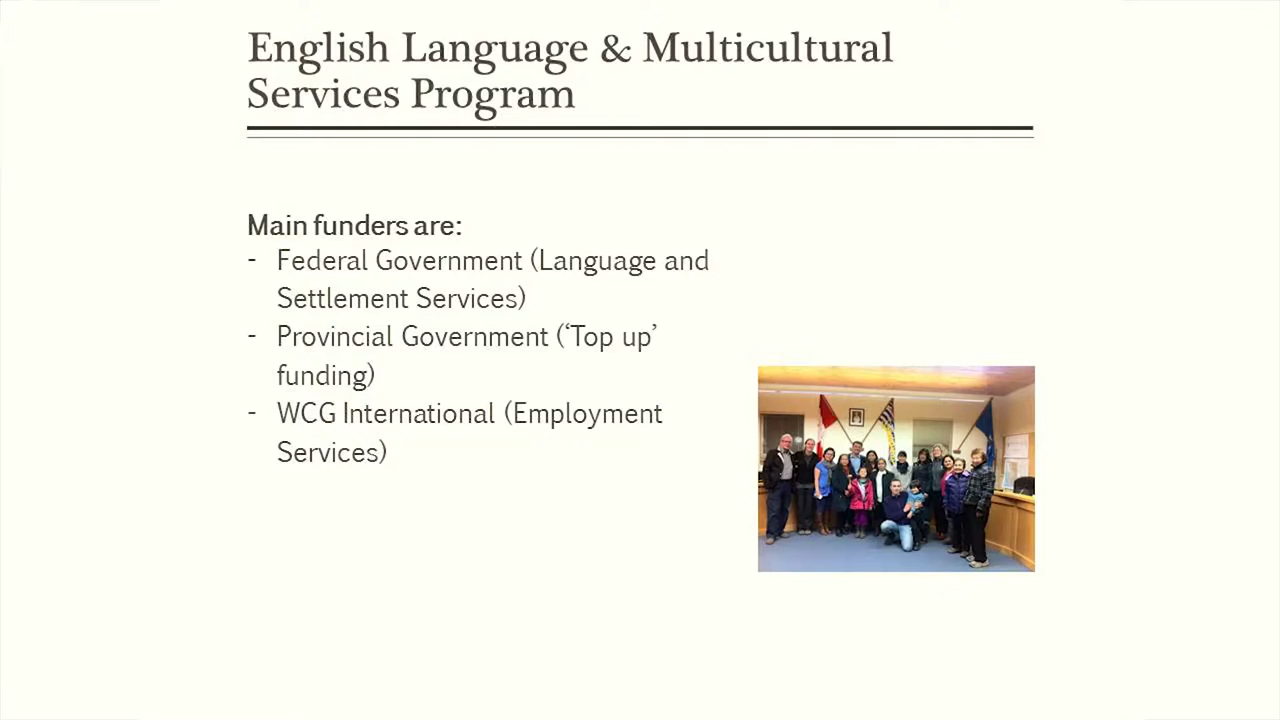 English Language & Multicultural
Services Program
Main funders are:
- Federal Government (Language and
Settlement Services)
- Provincial Government (‘Top up’
funding)
- WCG International (Employment
Services)